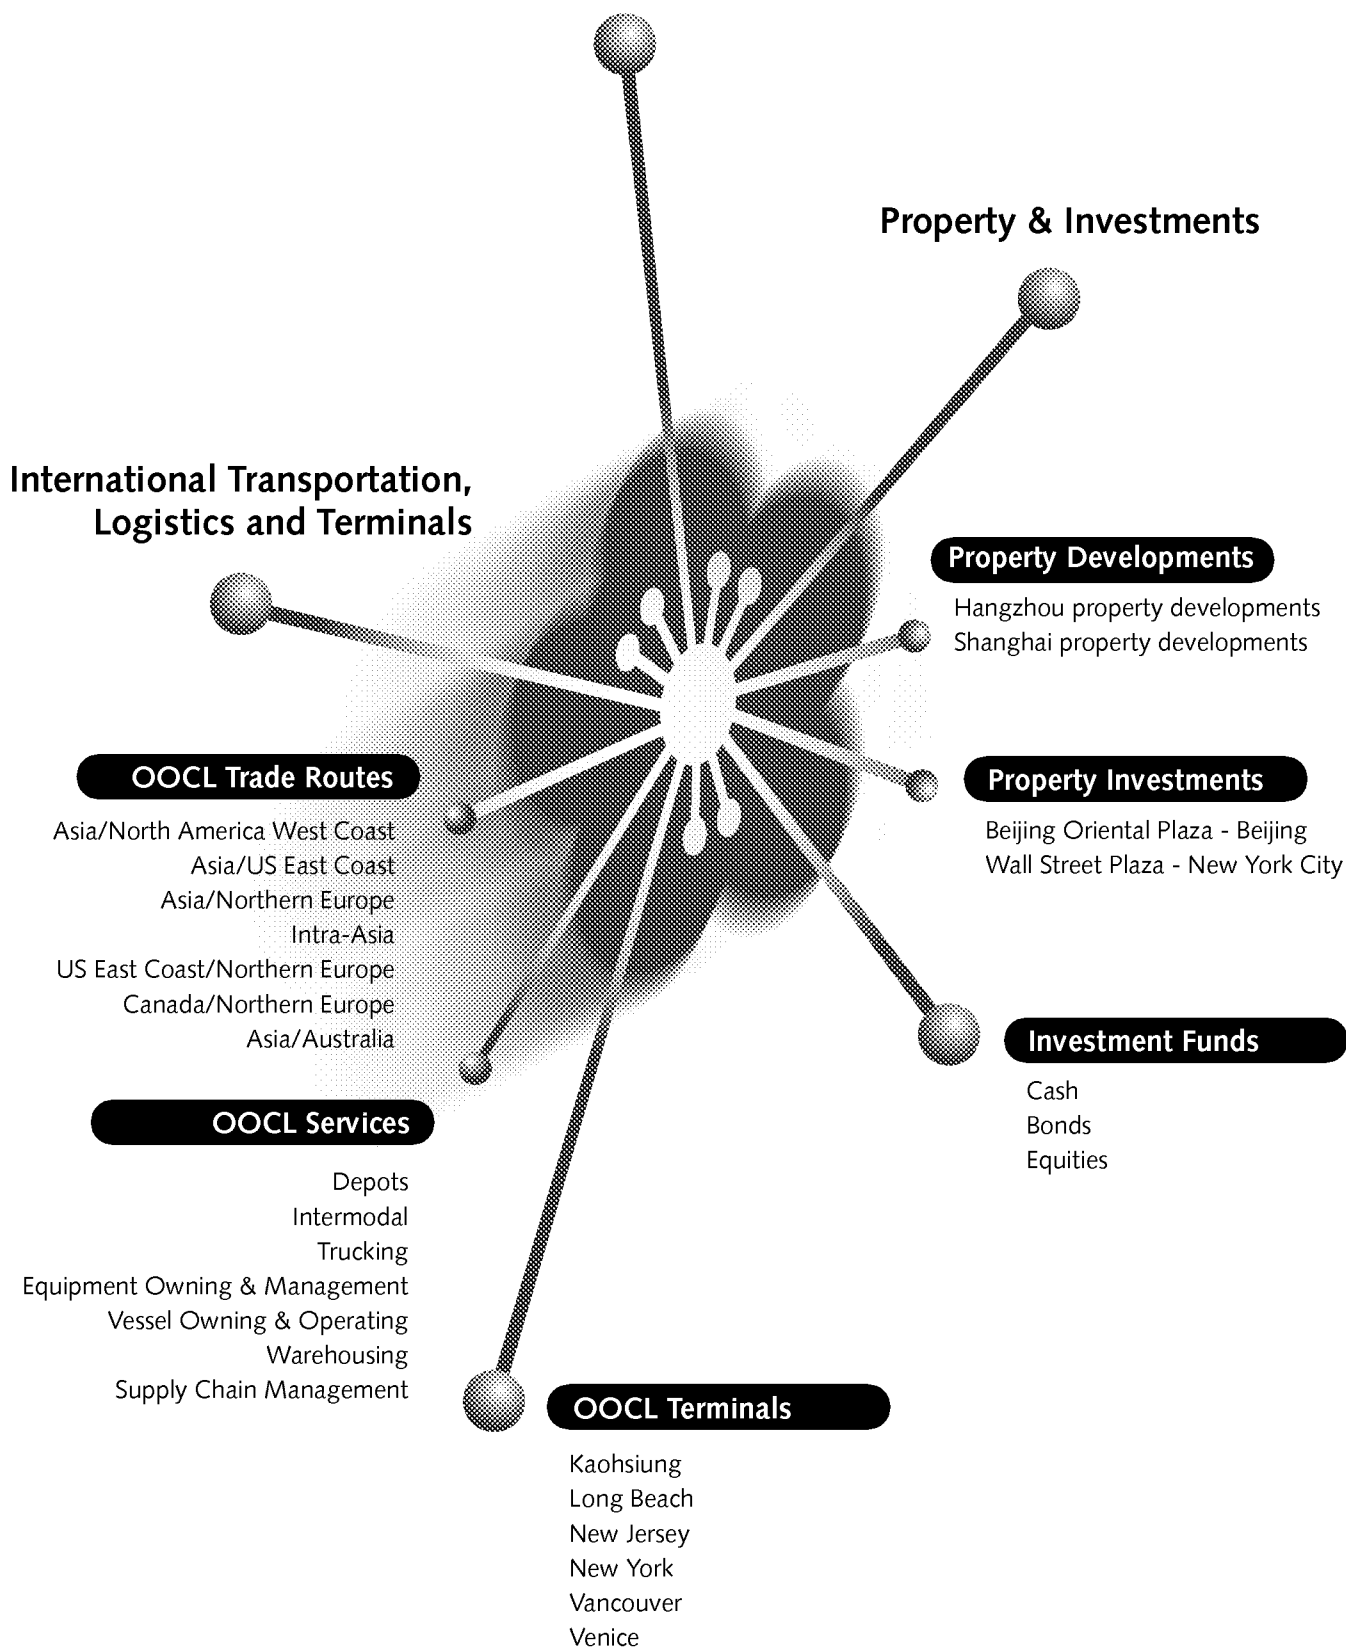 Property & Investments
International Transportation,
Logistics and Terminals
Property Developments
Hangzhou property developments
Shanghai property developments
OOCL Trade Routes
Asia/North America West Coast
Asia/US East Coast
Asia/Northern Europe
Intra-Asia
US East Coast/Northern Europe
Canada/Northern Europe
Asia/Australia
Property Investments
Beijing Oriental Plaza - Beijing
Wall Street Plaza - New York City
Investment Funds
Cash
Bonds
Equities
OOCL Services
Depots
Intermodal
Trucking
Equipment Owning & Management
Vessel Owning & Operating
Warehousing
Supply Chain Management
OOCL Terminals
Kaohsiung
Long Beach
New Jersey
New York
Vancouver
Venice